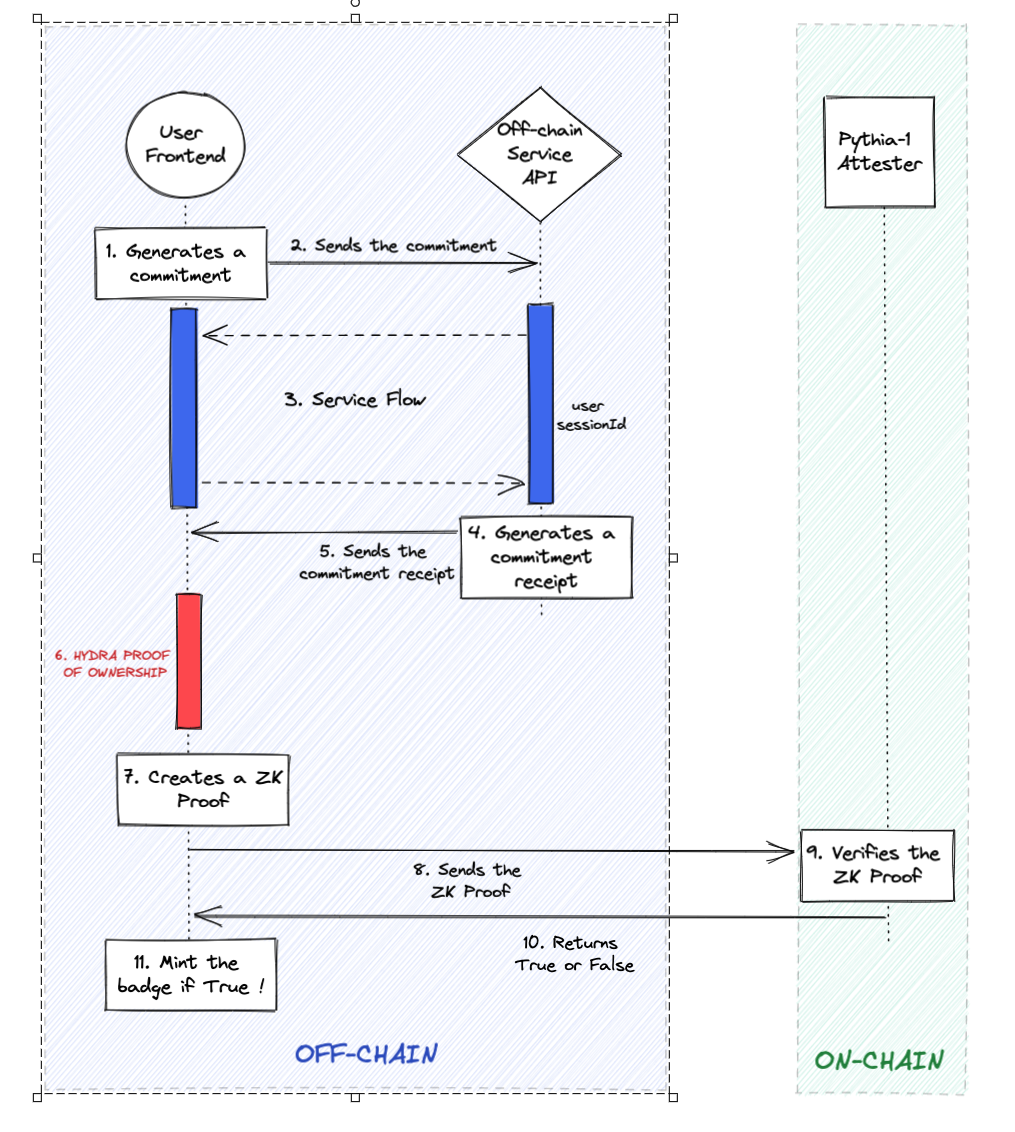 User
Frontend
Off-chain
Service
API
Pythia-1
Attester
1. Generates a
commitment
2. Sends the commitment
3. Service Flow
user
sessionId
4. Generates a
commitment
receipt
5. Sends the
commitment receipt
6. HYDRA PROOF
OF OWNERSHIP
7. Creates a ZK
Proof
8. Sends the
ZK Proof
9. Verifies the
ZK Proof
10. Returns
True or False
11. Mint the
badge if True !
OFF-CHAIN
ON-CHAIN